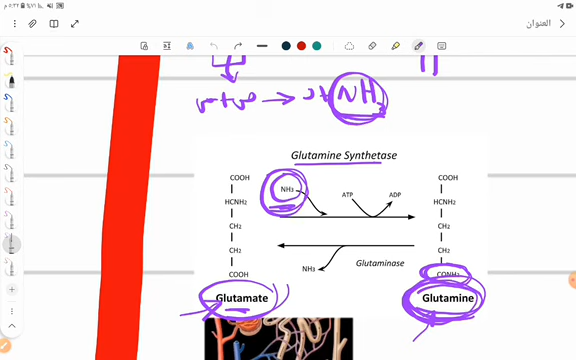 العنوان
NH3
Glutamine Synthetase
COOH
HCNH2
CH2
CH2
COOH
Glutamate
NH3
ATP
ADP
NH3
Glutaminase
COOH
HCNH2
CH2
CH2
CONH2
Glutamine